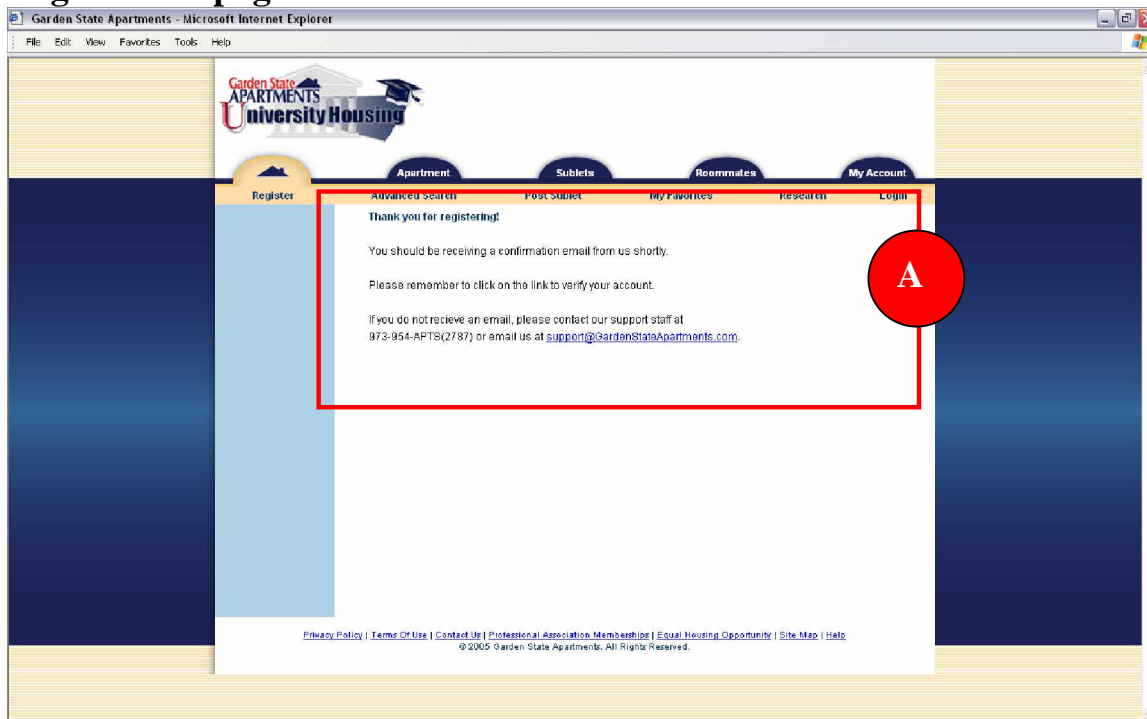 Garden State Apartments - Microsoft Internet Explorer
File Edit View Favorites Tools Help
Garden State
APARTMENTS
University Housing
Apartment Sublets Roommates My Account
Register Advanced Search Post Sublet My Favorites Research Login
Thank you for registering!
You should be receiving a confirmation email from us shortly.
A
Please remember to click on the link to verify your account.
If you do not recieve an email, please contact our support staff at
973-954-APTS(2787) or email us at support@GardenStateApartments.com.
Privacy Policy | Terms Of Use | Contact Us | Professional Association Memberships | Equal Housing Opportunity | Site Map | Help
© 2005 Garden State Apartments. All Rights Reserved.